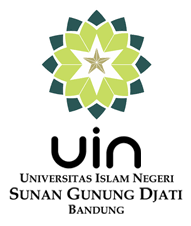 uin
UNIVERSITAS ISLAM NEGERI
SUNAN GUNUNG DJATI
BANDUNG